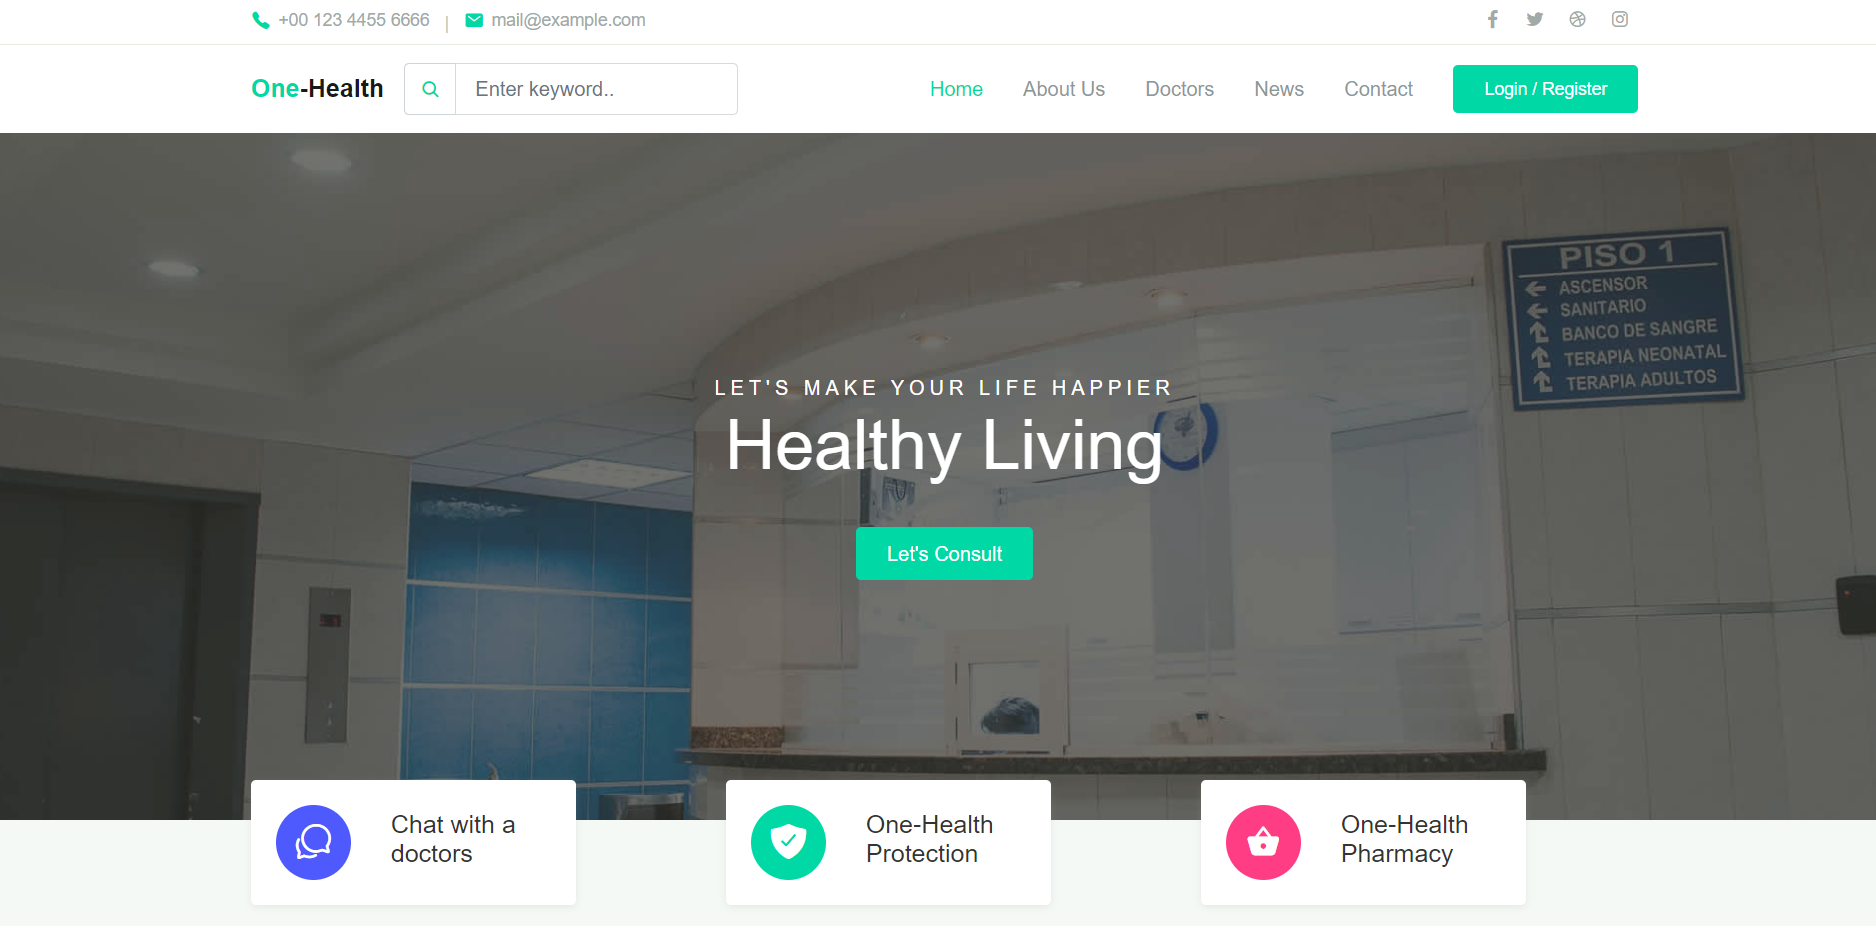 +00 123 4455 6666 | mail@example.com
One-Health
Enter keyword..
Home
About Us
Doctors
News
Contact
Login / Register
PISO 1
ASCENSOR
SANITARIO
BANCO DE SANGRE
TERAPIA NEONATAL
TERAPIA ADULTOS
LET'S MAKE YOUR LIFE HAPPIER
Healthy Living
Let's Consult
Chat with a
doctors
One-Health
Protection
One-Health
Pharmacy